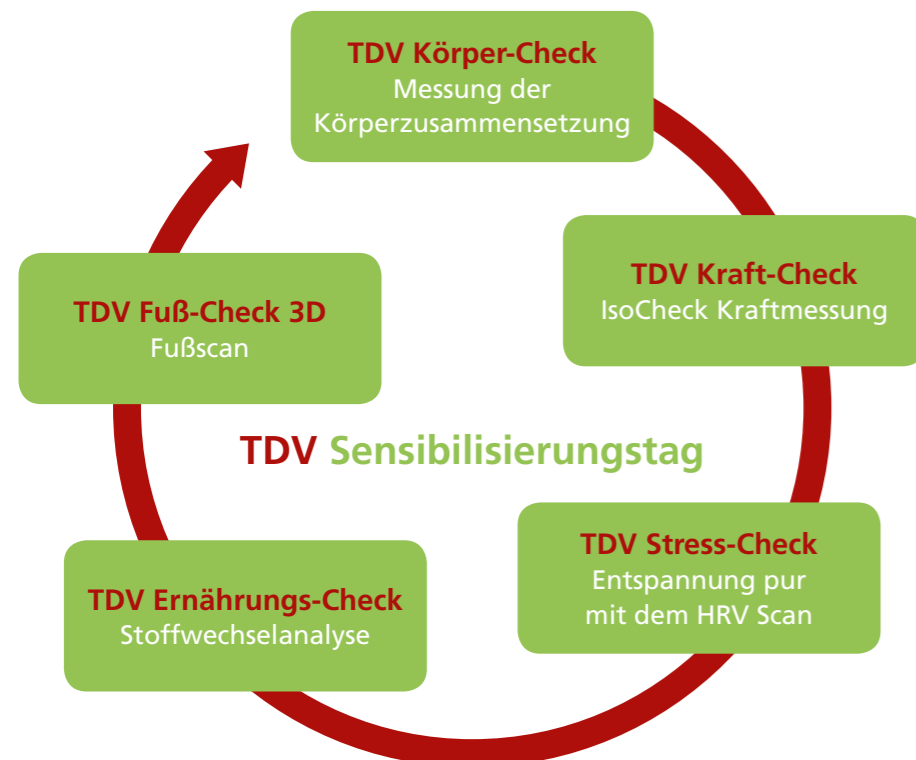 TDV Körper-Check
Messung der
Körperzusammensetzung
TDV Kraft-Check
IsoCheck Kraftmessung
TDV Fuß-Check 3D
Fußscan
TDV Sensibilisierungstag
TDV Stress-Check
Entspannung pur
mit dem HRV Scan
TDV Ernährungs-Check
Stoffwechselanalyse